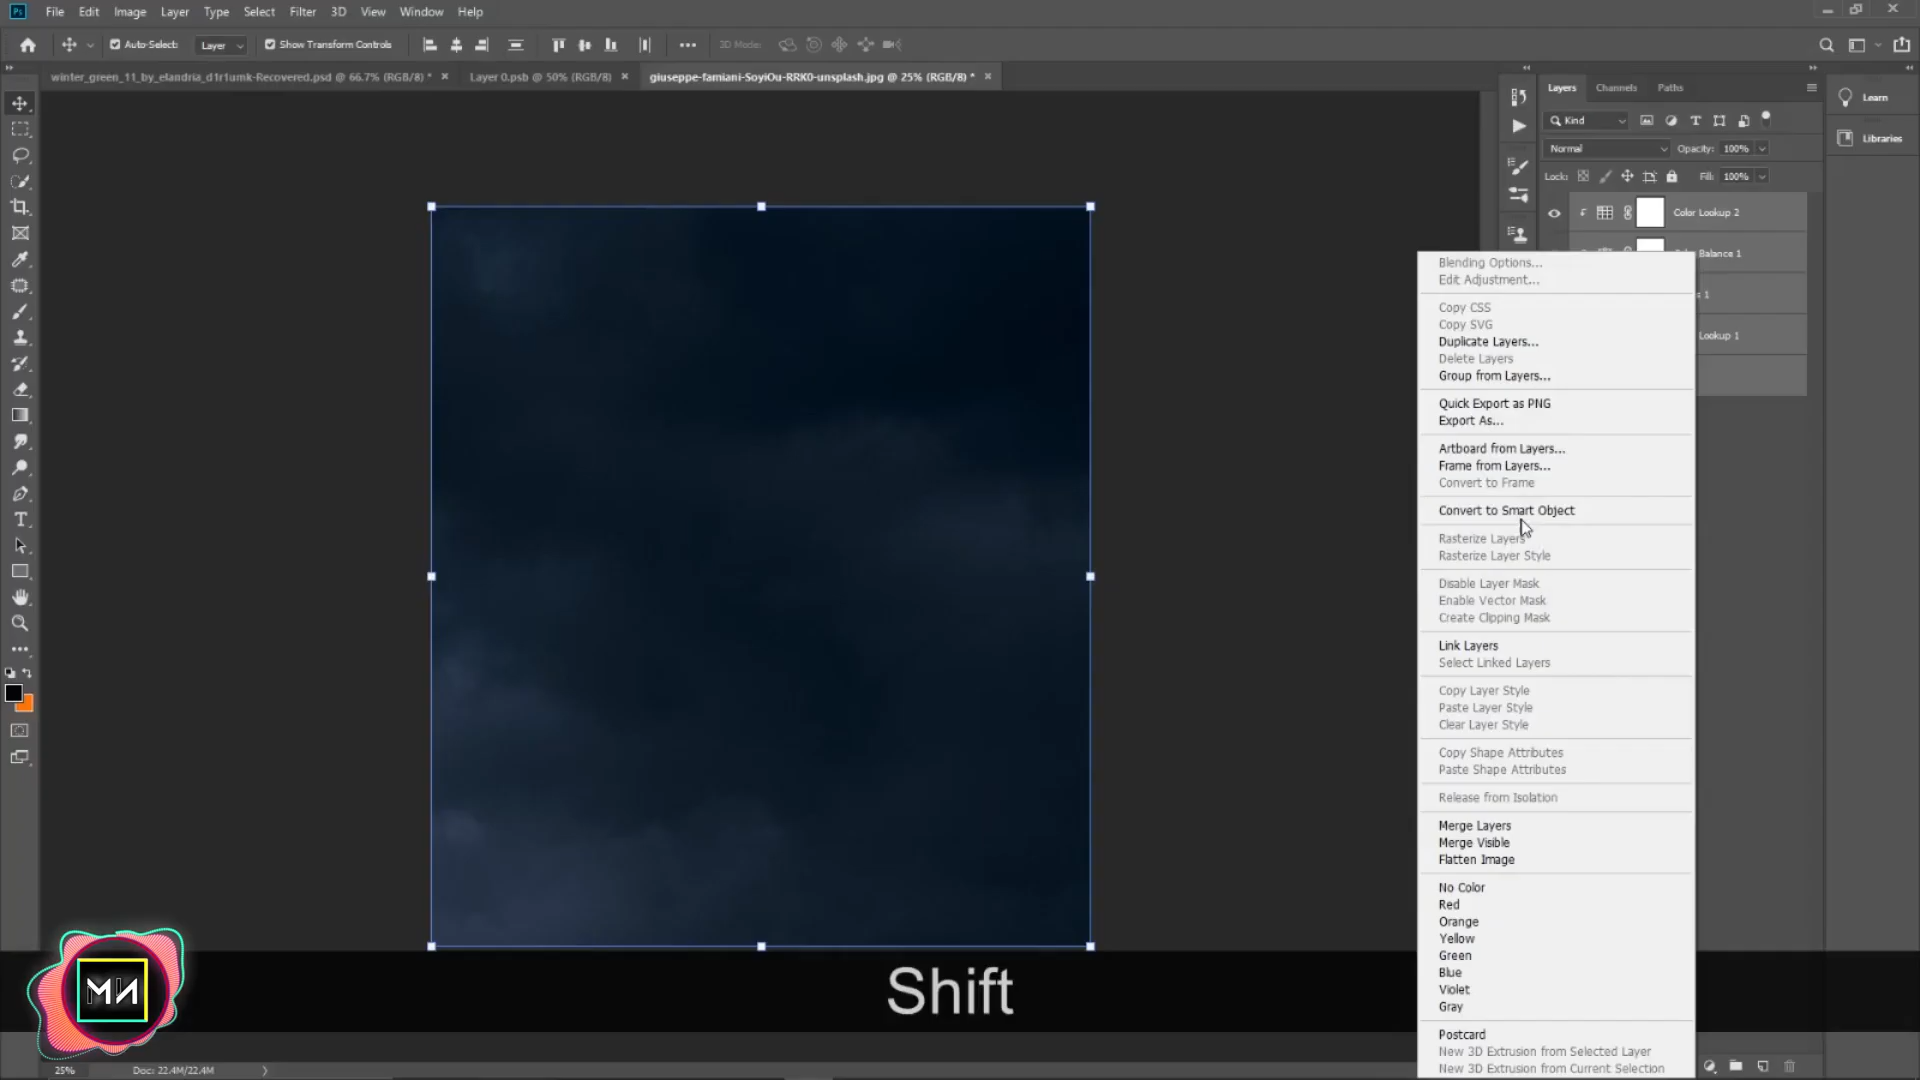 Ps File Edit Image Layer Type Select Filter 3D View Window Help
Auto-Select: Layer Show Transform Controls 3D Mode:
winter_green_11_by_elandria_d1r1umk-Recovered.psd @ 66.7% (RGB/8) * Layer 0.psb @ 50% (RGB/8) giuseppe-famiani-SoyiOu-RRK0-unsplash.jpg @ 25% (RGB/8) *
Layers Channels Paths
Learn
Kind
Libraries
Normal Opacity: 100%
Lock: Fill: 100%
Color Lookup 2
Balance 1
s 1
Lookup 1
Blending Options...
Edit Adjustment...
Copy CSS
Copy SVG
Duplicate Layers...
Delete Layers
Group from Layers...
Quick Export as PNG
Export As...
Artboard from Layers...
Frame from Layers...
Convert to Frame
Convert to Smart Object
Rasterize Layers
Rasterize Layer Style
Disable Layer Mask
Enable Vector Mask
Create Clipping Mask
Link Layers
Select Linked Layers
Copy Layer Style
Paste Layer Style
Clear Layer Style
Copy Shape Attributes
Paste Shape Attributes
Release from Isolation
Merge Layers
Merge Visible
Flatten Image
No Color
Red
Orange
Yellow
Green
Blue
Violet
Gray
Postcard
New 3D Extrusion from Selected Layer
New 3D Extrusion from Current Selection
Shift
25% Doc: 22.4M/22.4M